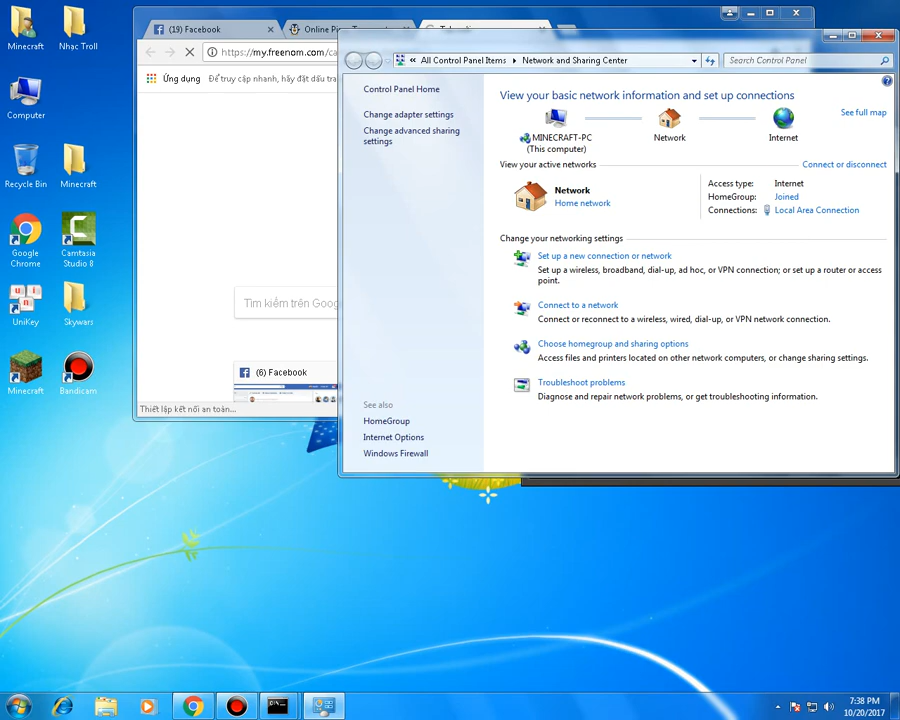 Minecraft
Nhạc Troll
Computer
Recycle Bin
Minecraft
Google Chrome
Camtasia Studio 8
UniKey
Skywars
Minecraft
Bandicam
(19) Facebook
https://my.freenom.com/
Ứng dụng
Để truy cập nhanh, hãy đặt dấu
Tìm kiếm trên Goog
(6) Facebook
Thiết lập kết nối an toàn...
« All Control Panel Items
Network and Sharing Center
Search Control Panel
Control Panel Home
Change adapter settings
Change advanced sharing
settings
See also
HomeGroup
Internet Options
Windows Firewall
View your basic network information and set up connections
See full map
MINECRAFT-PC
(This computer)
Network
Internet
View your active networks
Connect or disconnect
Network
Home network
Access type: Internet
HomeGroup: Joined
Connections: Local Area Connection
Change your networking settings
Set up a new connection or network
Set up a wireless, broadband, dial-up, ad hoc, or VPN connection; or set up a router or access
point.
Connect to a network
Connect or reconnect to a wireless, wired, dial-up, or VPN network connection.
Choose homegroup and sharing options
Access files and printers located on other network computers, or change sharing settings.
Troubleshoot problems
Diagnose and repair network problems, or get troubleshooting information.
7:38 PM
10/20/2017